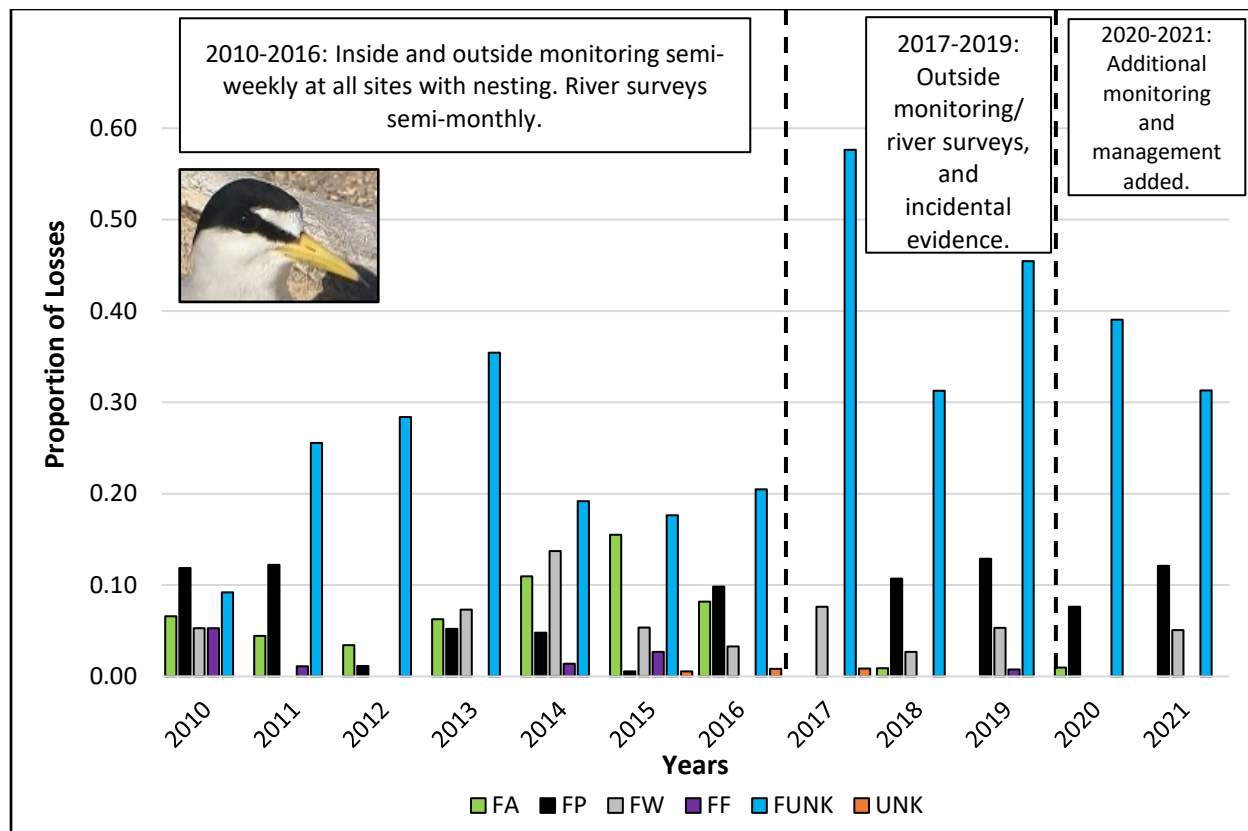 2010-2016: Inside and outside monitoring semi-
weekly at all sites with nesting. River surveys
semi-monthly.
2017-2019:
Outside
monitoring/
river surveys,
and
incidental
evidence.
2020-2021:
Additional
monitoring
and
management
added.
Proportion of Losses
0.60
0.50
0.40
0.30
0.20
0.10
0.00
2010
2011
2012
2013
2014
2015
2016
2017
2018
2019
2020
2021
Years
FA FP FW FF FUNK UNK